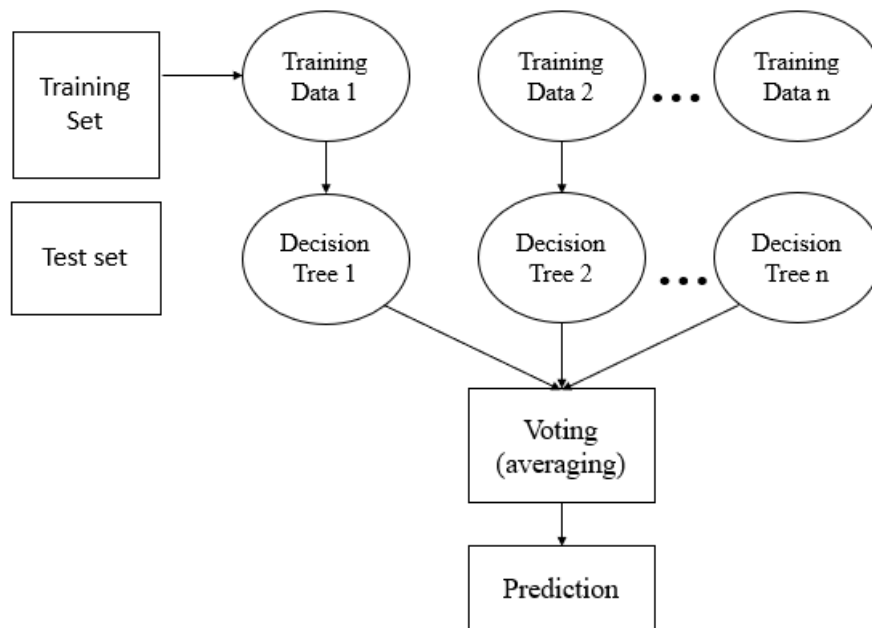 Training
Set
Training
Data 1
Training
Data 2
...
Training
Data n
Test set
Decision
Tree 1
Decision
Tree 2
...
Decision
Tree n
Voting
(averaging)
Prediction